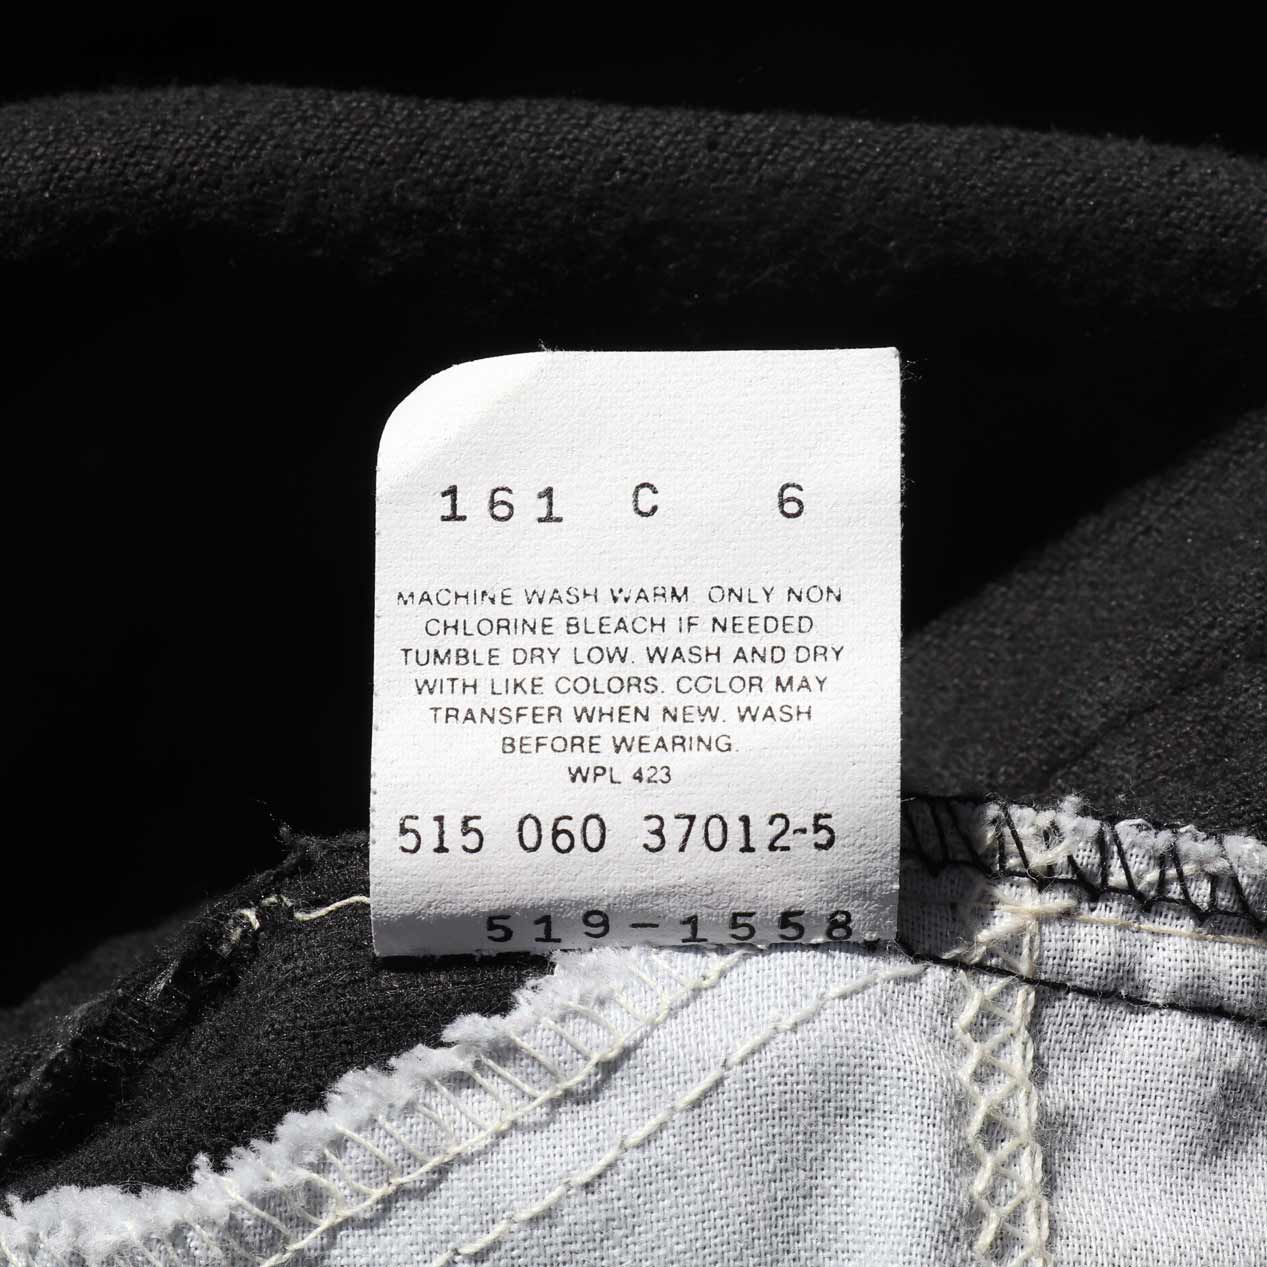 161 C 6
MACHINE WASH WARM ONLY NON
CHLORINE BLEACH IF NEEDED
TUMBLE DRY LOW. WASH AND DRY
WITH LIKE COLORS. COLOR MAY
TRANSFER WHEN NEW. WASH
BEFORE WEARING.
WPL 423
515 060 37012-5
519-1558